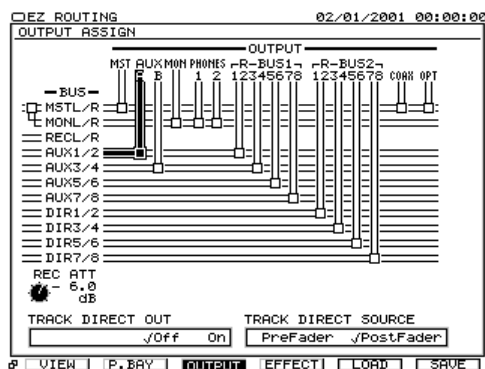 EZ ROUTING 02/01/2001 00:00:00
OUTPUT ASSIGN
OUTPUT
MST AUX MON PHONES R-BUS1 R-BUS2
B 1 2 12345678 12345678 COAX OPT
BUS
MSTL/R
MONL/R
RECL/R
AUX1/2
AUX3/4
AUX5/6
AUX7/8
DIR1/2
DIR3/4
DIR5/6
DIR7/8
REC ATT
- 6.0
dB
TRACK DIRECT OUT TRACK DIRECT SOURCE
√Off On PreFader √PostFader
VIEW P.BAY OUTPUT EFFECT LOAD SAVE